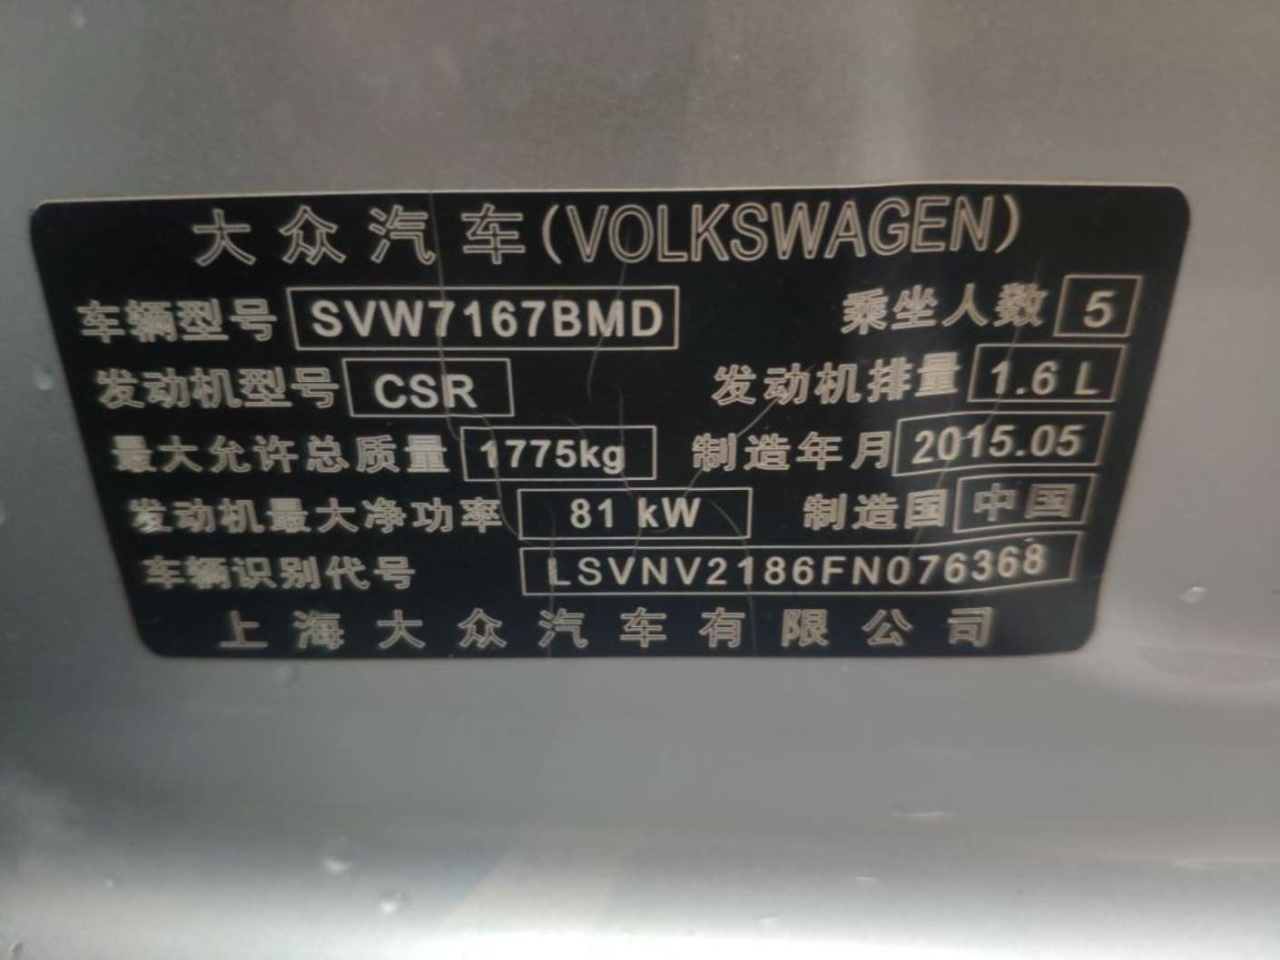 大众汽车(VOLKSWAGEN)
车辆型号 SVW7167BMD 乘坐人数 5
发动机型号 CSR 发动机排量 1.6 L
最大允许总质量 1775kg 制造年月 2015.05
发动机最大净功率 81 kW 制造国 中国
车辆识别代号 LSVNV2186FN076368
上海大众汽车有限公司